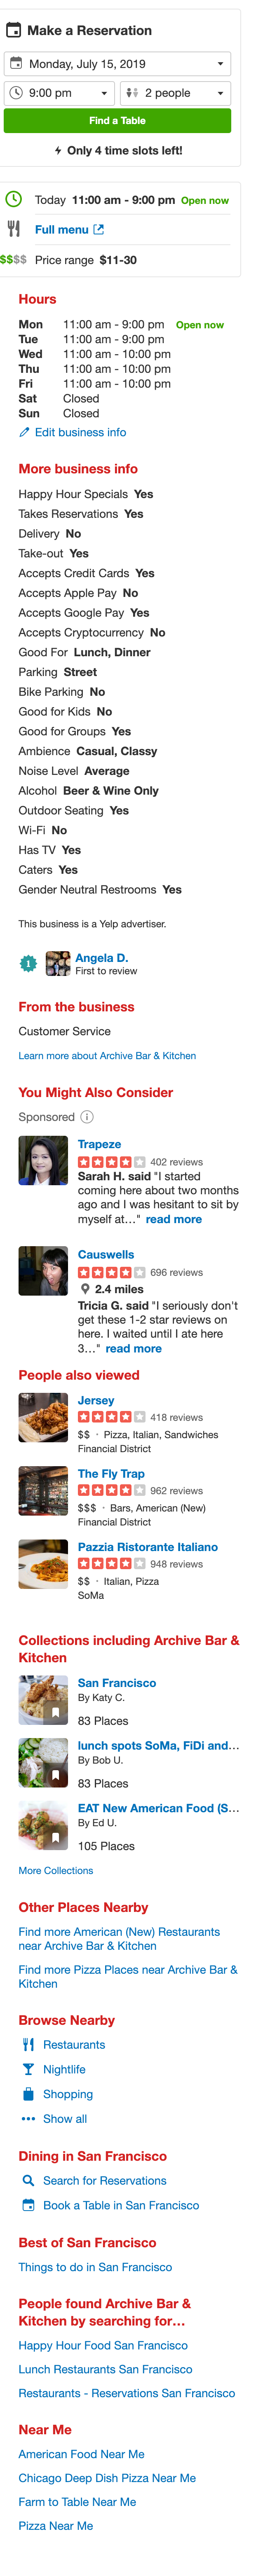 Make a Reservation
Monday, July 15, 2019
9:00 pm 2 people
Find a Table
Only 4 time slots left!
Today 11:00 am - 9:00 pm Open now
Full menu
$$$$ Price range $11-30
Hours
Mon 11:00 am - 9:00 pm Open now
Tue 11:00 am - 9:00 pm
Wed 11:00 am - 10:00 pm
Thu 11:00 am - 10:00 pm
Fri 11:00 am - 10:00 pm
Sat Closed
Sun Closed
Edit business info
More business info
Happy Hour Specials Yes
Takes Reservations Yes
Delivery No
Take-out Yes
Accepts Credit Cards Yes
Accepts Apple Pay No
Accepts Google Pay Yes
Accepts Cryptocurrency No
Good For Lunch, Dinner
Parking Street
Bike Parking No
Good for Kids No
Good for Groups Yes
Ambience Casual, Classy
Noise Level Average
Alcohol Beer & Wine Only
Outdoor Seating Yes
Wi-Fi No
Has TV Yes
Caters Yes
Gender Neutral Restrooms Yes
This business is a Yelp advertiser.
1 Angela D.
First to review
From the business
Customer Service
Learn more about Archive Bar & Kitchen
You Might Also Consider
Sponsored
Trapeze
402 reviews
Sarah H. said "I started
coming here about two months
ago and I was hesitant to sit by
myself at…" read more
Causwells
696 reviews
2.4 miles
Tricia G. said "I seriously don't
get these 1-2 star reviews on
here. I waited until I ate here
3…" read more
People also viewed
Jersey
418 reviews
$$ · Pizza, Italian, Sandwiches
Financial District
The Fly Trap
962 reviews
$$$ · Bars, American (New)
Financial District
Pazzia Ristorante Italiano
948 reviews
$$ · Italian, Pizza
SoMa
Collections including Archive Bar &
Kitchen
San Francisco
By Katy C.
83 Places
lunch spots SoMa, FiDi and…
By Bob U.
83 Places
EAT New American Food (S…
By Ed U.
105 Places
More Collections
Other Places Nearby
Find more American (New) Restaurants
near Archive Bar & Kitchen
Find more Pizza Places near Archive Bar &
Kitchen
Browse Nearby
Restaurants
Nightlife
Shopping
Show all
Dining in San Francisco
Search for Reservations
Book a Table in San Francisco
Best of San Francisco
Things to do in San Francisco
People found Archive Bar &
Kitchen by searching for…
Happy Hour Food San Francisco
Lunch Restaurants San Francisco
Restaurants - Reservations San Francisco
Near Me
American Food Near Me
Chicago Deep Dish Pizza Near Me
Farm to Table Near Me
Pizza Near Me